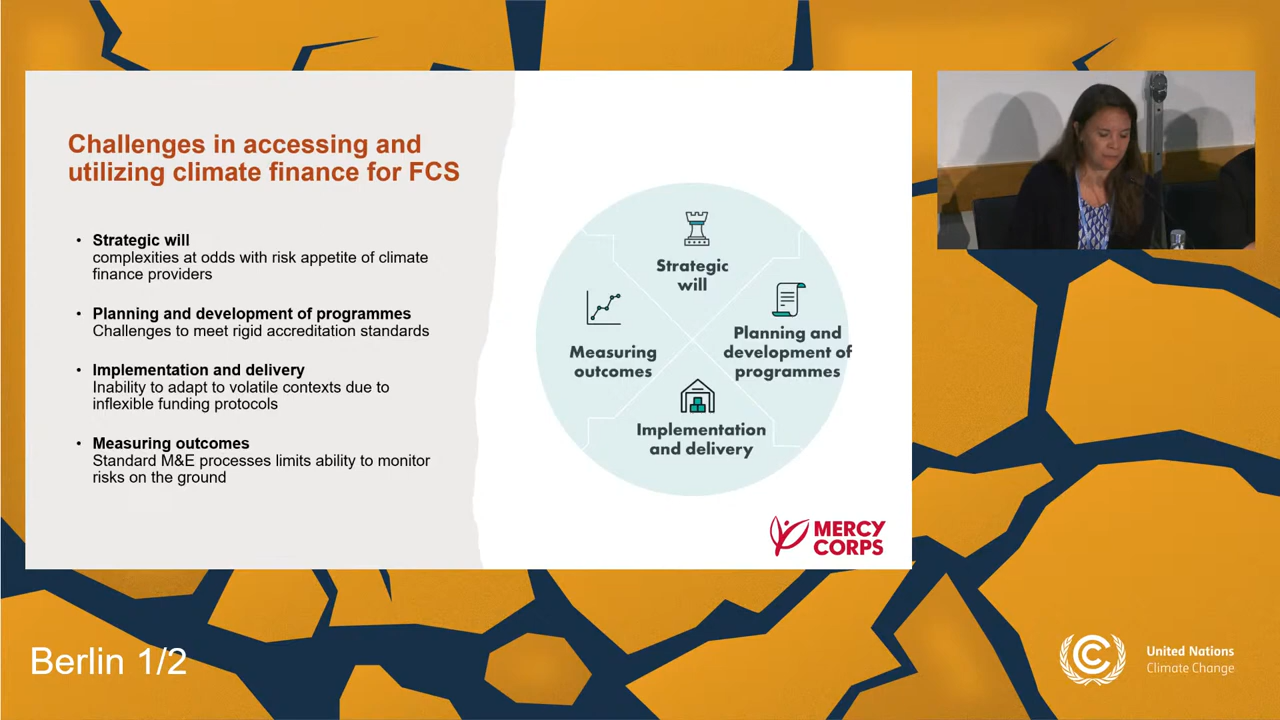 Challenges in accessing and
utilizing climate finance for FCS
• Strategic will
complexities at odds with risk appetite of climate
finance providers
• Planning and development of programmes
Challenges to meet rigid accreditation standards
• Implementation and delivery
Inability to adapt to volatile contexts due to
inflexible funding protocols
• Measuring outcomes
Standard M&E processes limits ability to monitor
risks on the ground
Strategic
will
Planning and
development of
programmes
Measuring
outcomes
Implementation
and delivery
MERCY
CORPS
Berlin 1/2
United Nations
Climate Change